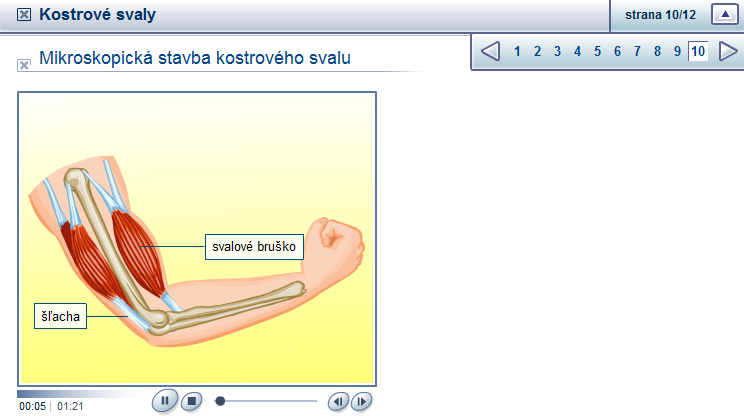 Kostrové svaly
strana 10/12
1 2 3 4 5 6 7 8 9 10
Mikroskopická stavba kostrového svalu
svalové bruško
šľacha
00:05 | 01:21